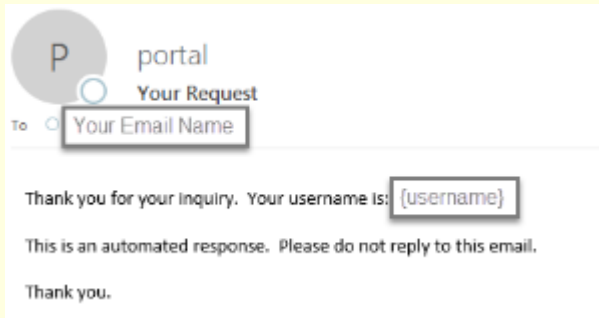 P
portal
Your Request
To Your Email Name
Thank you for your inquiry. Your username is: {username}
This is an automated response. Please do not reply to this email.
Thank you.